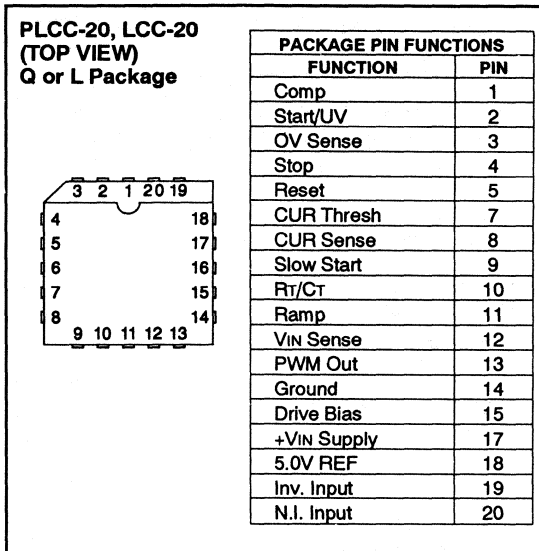 PLCC-20, LCC-20
(TOP VIEW)
Q or L Package
3 2 1 20 19
4 18
5 17
6 16
7 15
8 14
9 10 11 12 13
PACKAGE PIN FUNCTIONS
FUNCTION PIN
Comp 1
Start/UV 2
OV Sense 3
Stop 4
Reset 5
CUR Thresh 7
CUR Sense 8
Slow Start 9
RT/CT 10
Ramp 11
VIN Sense 12
PWM Out 13
Ground 14
Drive Bias 15
+VIN Supply 17
5.0V REF 18
Inv. Input 19
N.I. Input 20